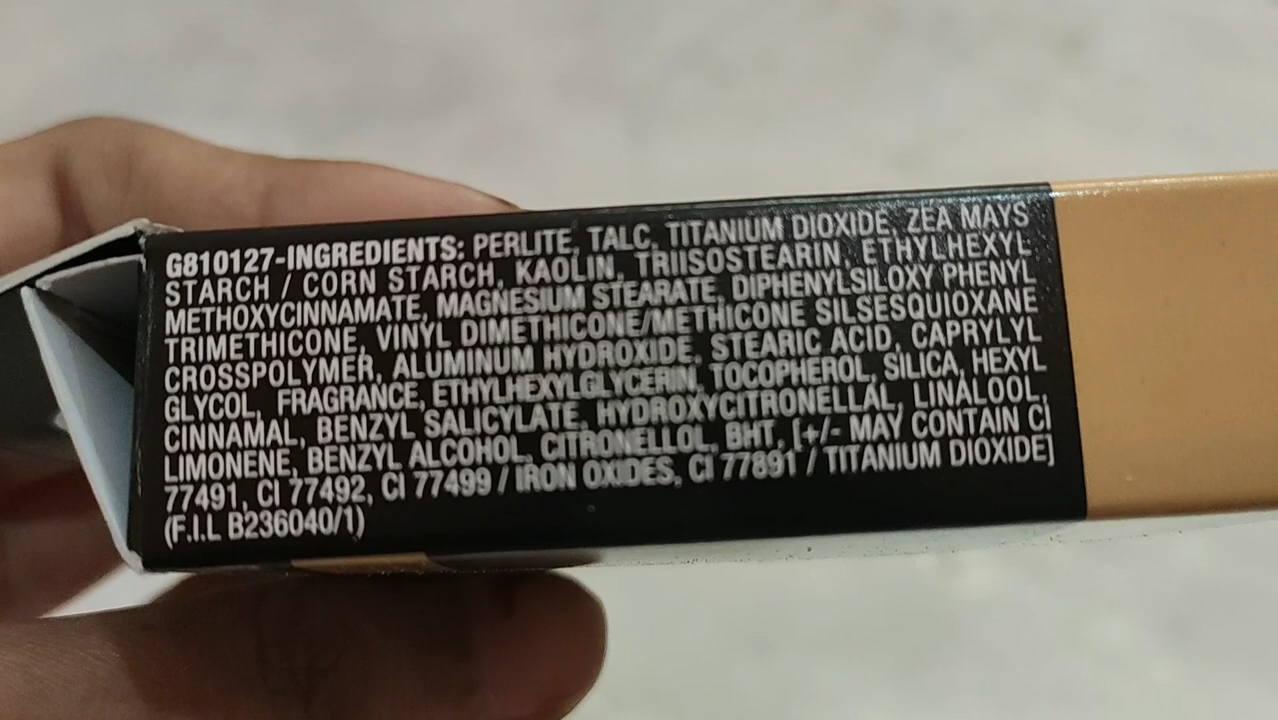 G810127-INGREDIENTS: PERLITE, TALC, TITANIUM DIOXIDE, ZEA MAYS
STARCH / CORN STARCH, KAOLIN, TRIISOSTEARIN, ETHYLHEXYL
METHOXYCINNAMATE, MAGNESIUM STEARATE, DIPHENYLSILOXY PHENYL
TRIMETHICONE, VINYL DIMETHICONE/METHICONE SILSESQUIOXANE
CROSSPOLYMER, ALUMINUM HYDROXIDE, STEARIC ACID, CAPRYLYL
GLYCOL, FRAGRANCE, ETHYLHEXYLGLYCERIN, TOCOPHEROL, SILICA, HEXYL
CINNAMAL, BENZYL SALICYLATE, HYDROXYCITRONELLAL, LINALOOL,
LIMONENE, BENZYL ALCOHOL, CITRONELLOL, BHT, [+/- MAY CONTAIN CI
77491, CI 77492, CI 77499 / IRON OXIDES, CI 77891 / TITANIUM DIOXIDE]
(F.I.L B236040/1)